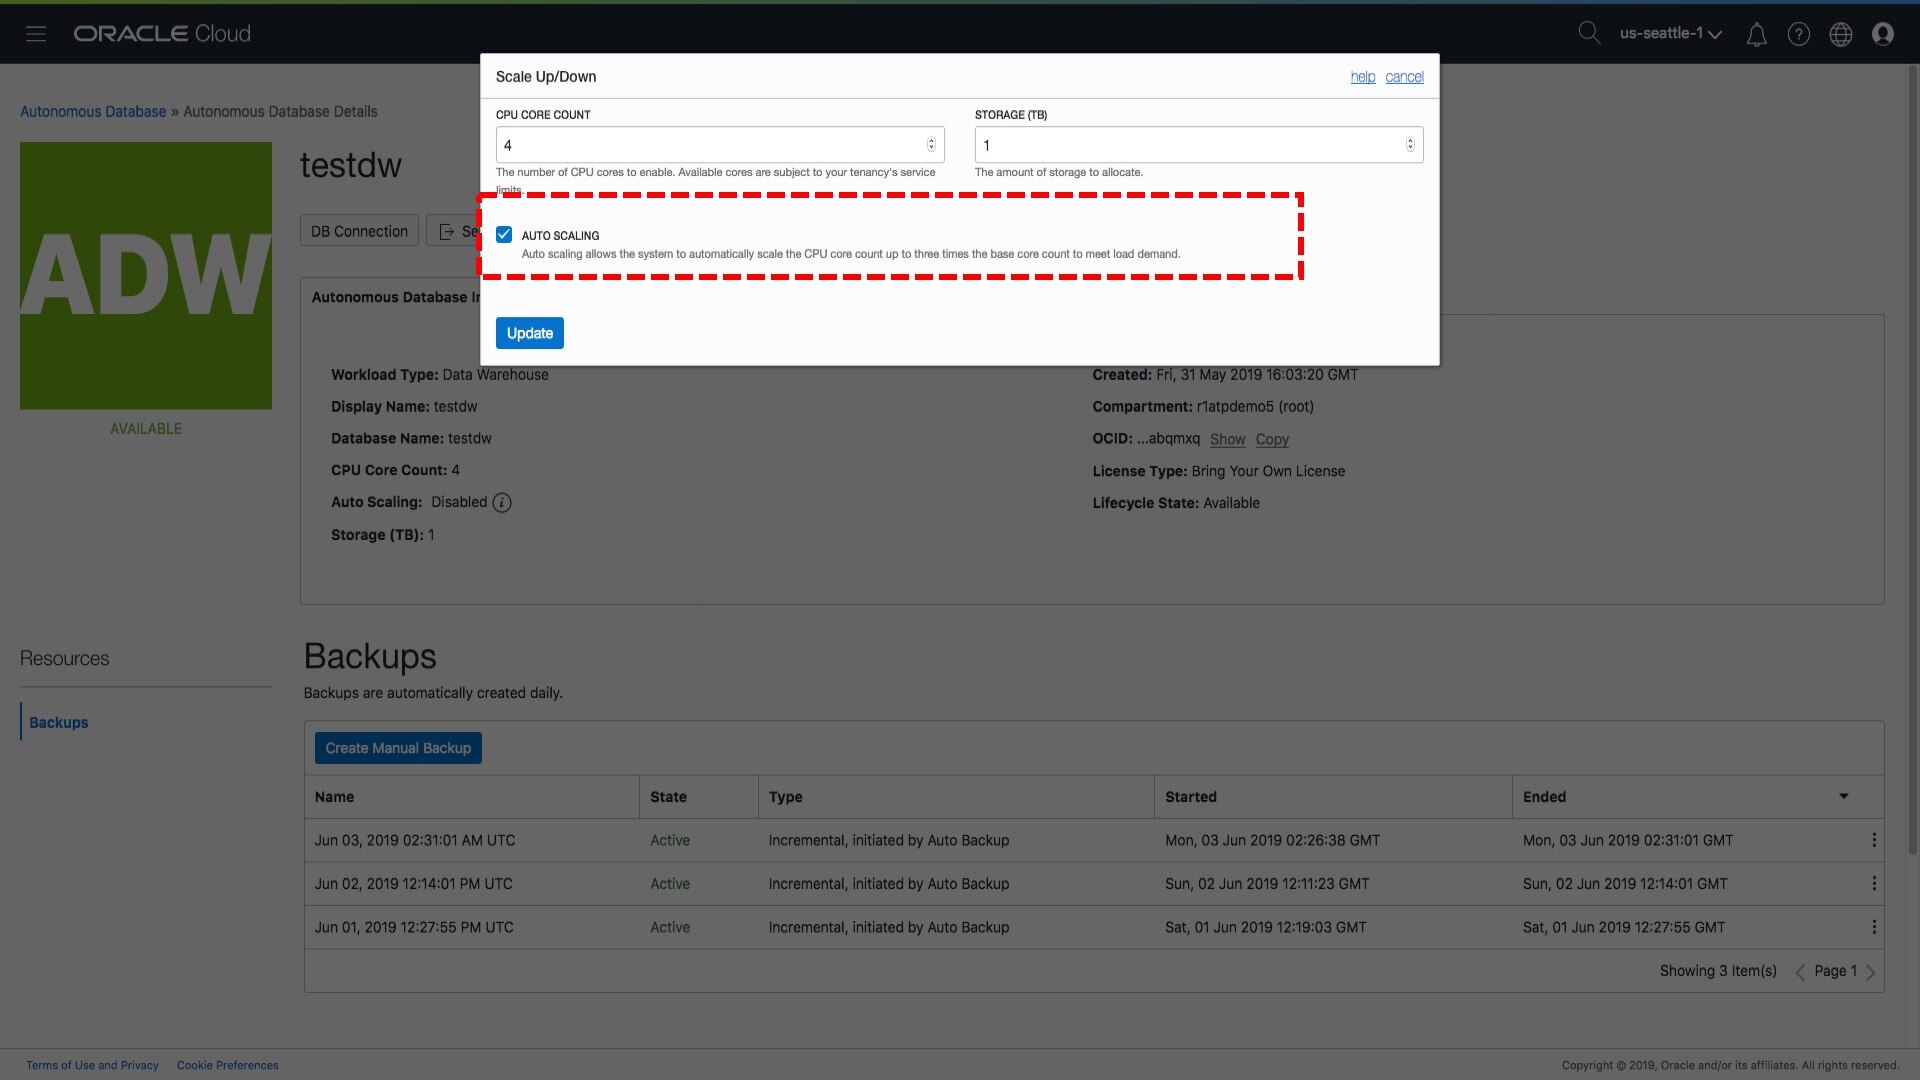 ORACLE Cloud
us-seattle-1
Scale Up/Down
help cancel
CPU CORE COUNT
STORAGE (TB)
4
1
The number of CPU cores to enable. Available cores are subject to your tenancy's service
limits.
The amount of storage to allocate.
AUTO SCALING
Auto scaling allows the system to automatically scale the CPU core count up to three times the base core count to meet load demand.
Update
Autonomous Database » Autonomous Database Details
ADW
AVAILABLE
testdw
DB Connection
Se
Autonomous Database In
Workload Type: Data Warehouse
Display Name: testdw
Database Name: testdw
CPU Core Count: 4
Auto Scaling: Disabled
Storage (TB): 1
Created: Fri, 31 May 2019 16:03:20 GMT
Compartment: r1atpdemo5 (root)
OCID: ...abqmxq Show Copy
License Type: Bring Your Own License
Lifecycle State: Available
Resources
Backups
Backups
Backups are automatically created daily.
Create Manual Backup
Name State Type Started Ended
Jun 03, 2019 02:31:01 AM UTC Active Incremental, initiated by Auto Backup Mon, 03 Jun 2019 02:26:38 GMT Mon, 03 Jun 2019 02:31:01 GMT
Jun 02, 2019 12:14:01 PM UTC Active Incremental, initiated by Auto Backup Sun, 02 Jun 2019 12:11:23 GMT Sun, 02 Jun 2019 12:14:01 GMT
Jun 01, 2019 12:27:55 PM UTC Active Incremental, initiated by Auto Backup Sat, 01 Jun 2019 12:19:03 GMT Sat, 01 Jun 2019 12:27:55 GMT
Showing 3 Item(s) Page 1
Terms of Use and Privacy Cookie Preferences
Copyright © 2019, Oracle and/or its affiliates. All rights reserved.